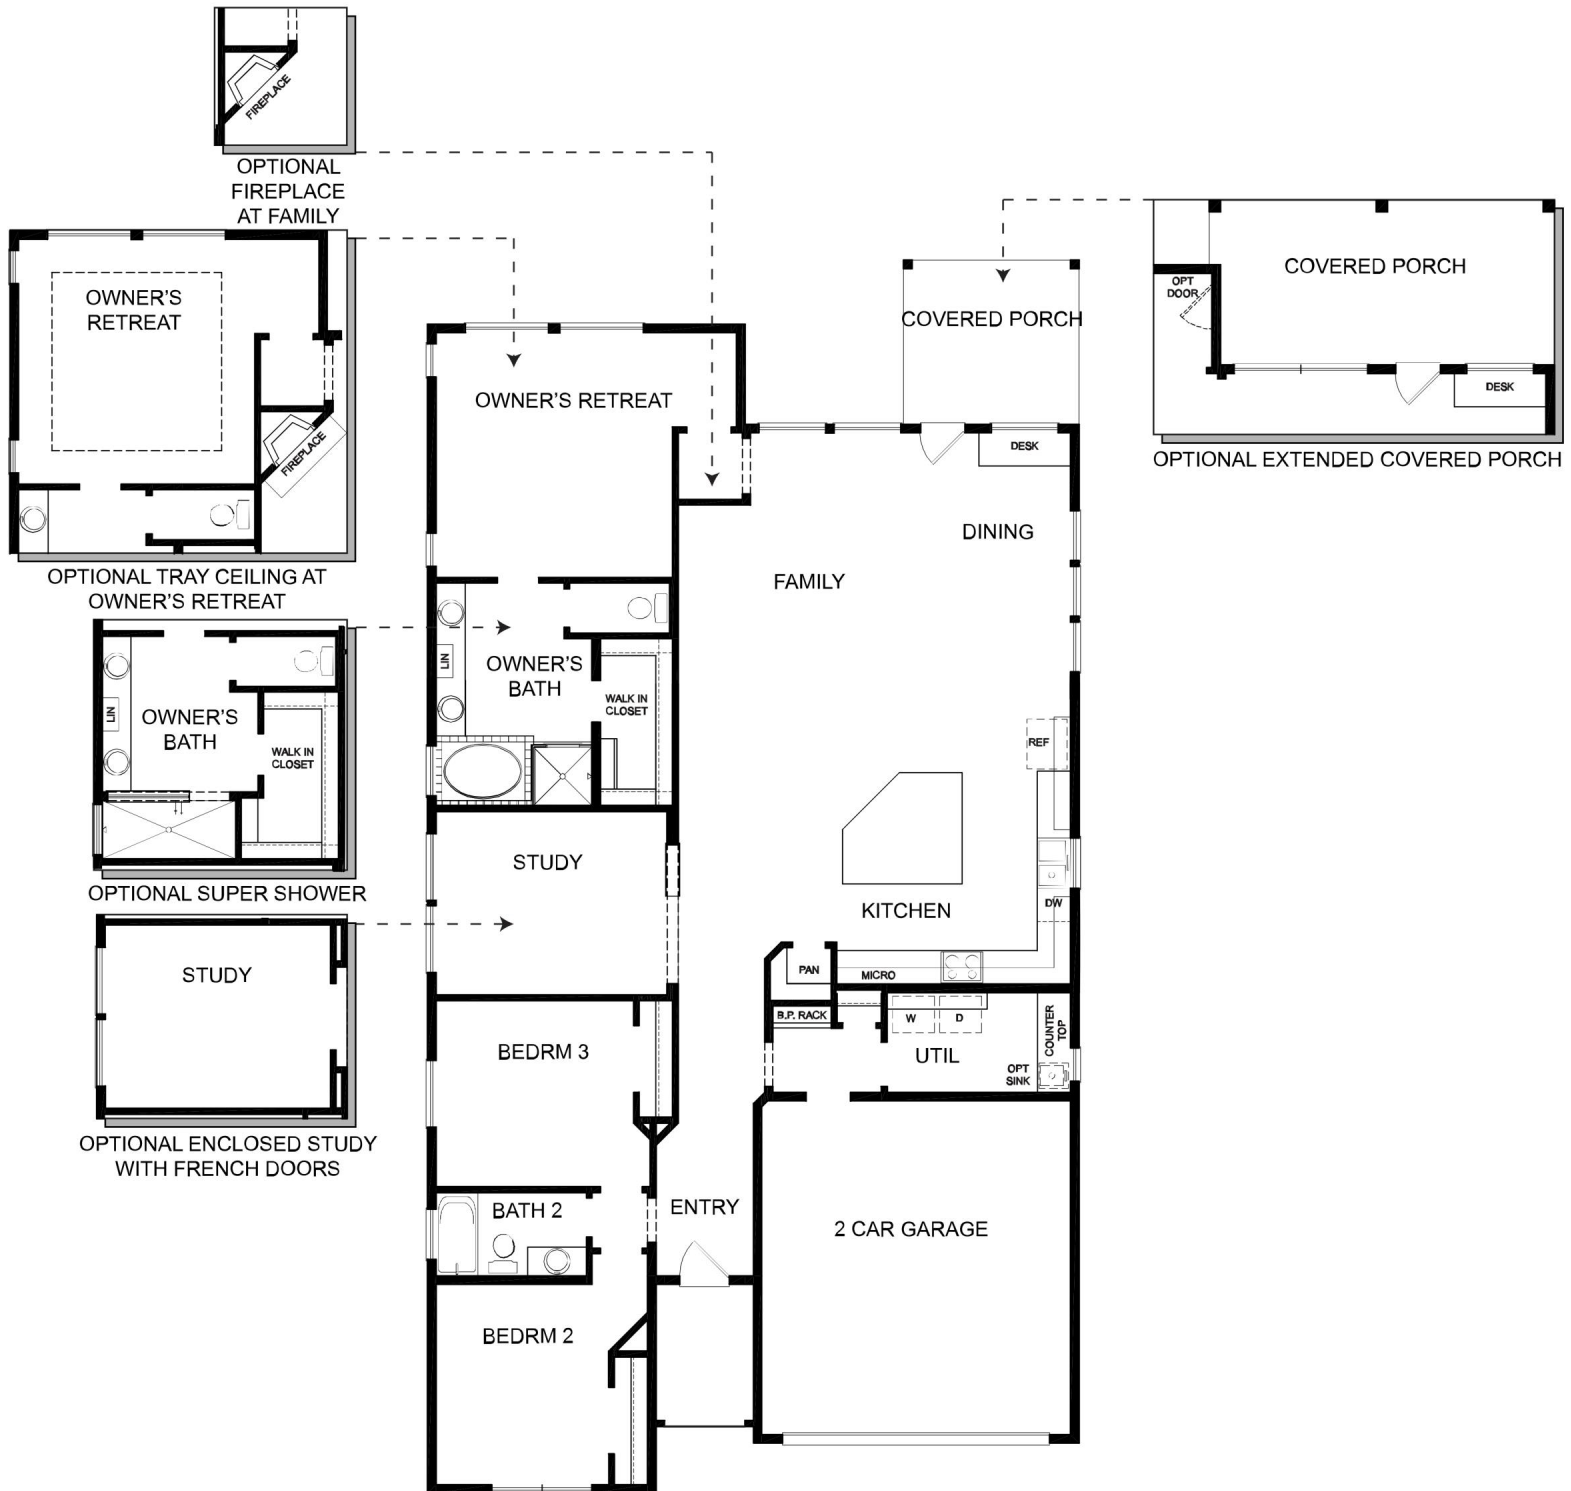 FIREPLACE
OPTIONAL
FIREPLACE
AT FAMILY
OWNER'S
RETREAT
FIREPLACE
OPTIONAL TRAY CEILING AT
OWNER'S RETREAT
LIN
OWNER'S
BATH
WALK IN
CLOSET
OPTIONAL SUPER SHOWER
STUDY
OPTIONAL ENCLOSED STUDY
WITH FRENCH DOORS
COVERED PORCH
OPT
DOOR
DESK
OPTIONAL EXTENDED COVERED PORCH
COVERED PORCH
OWNER'S RETREAT
DESK
DINING
FAMILY
LIN
OWNER'S
BATH
WALK IN
CLOSET
REF
STUDY
DW
KITCHEN
PAN
MICRO
B.P. RACK
W
D
COUNTER
TOP
UTIL
OPT
SINK
BEDRM 3
ENTRY
BATH 2
2 CAR GARAGE
BEDRM 2